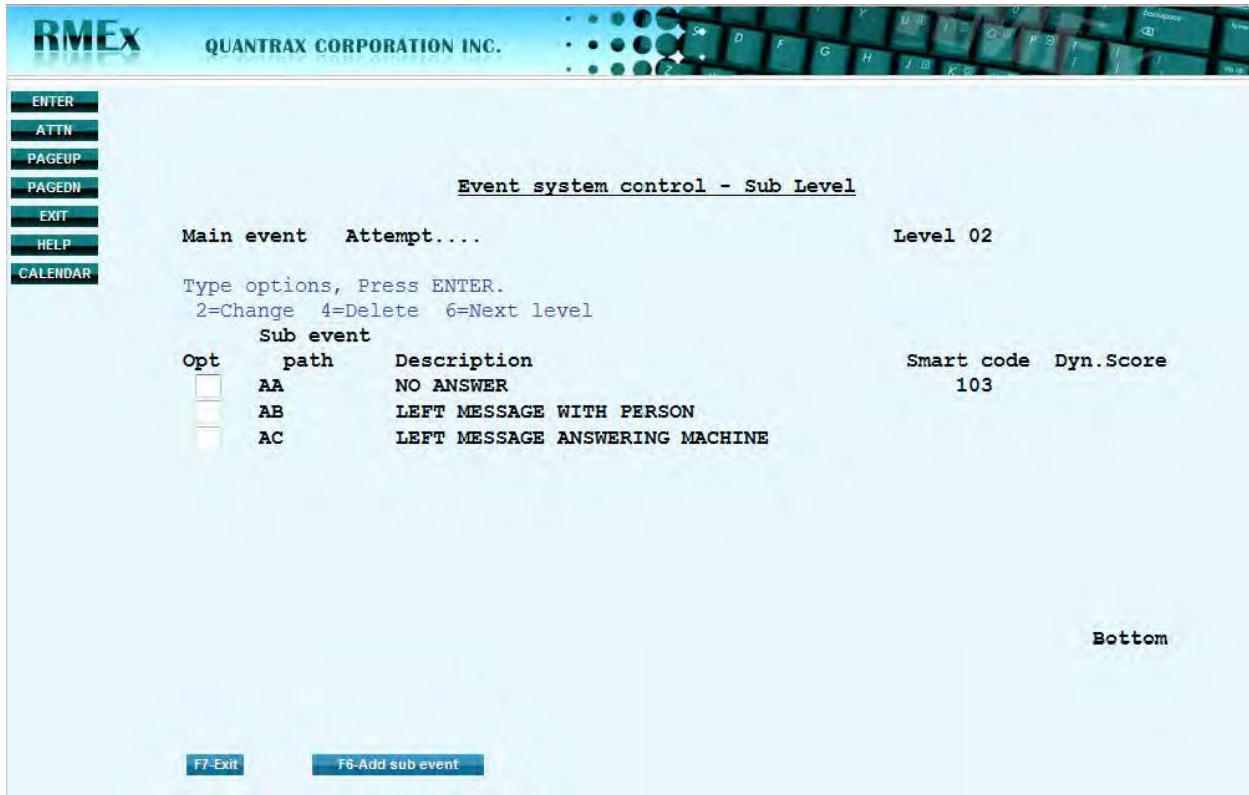 RMEx QUANTRAX CORPORATION INC.
ENTER
ATTN
PAGEUP
PAGEDN
EXIT
HELP
CALENDAR
Event system control - Sub Level
Main event Attempt.... Level 02
Type options, Press ENTER.
2=Change 4=Delete 6=Next level
Sub event
Opt path Description Smart code Dyn.Score
AA NO ANSWER 103
AB LEFT MESSAGE WITH PERSON
AC LEFT MESSAGE ANSWERING MACHINE
Bottom
F7-Exit F6-Add sub event